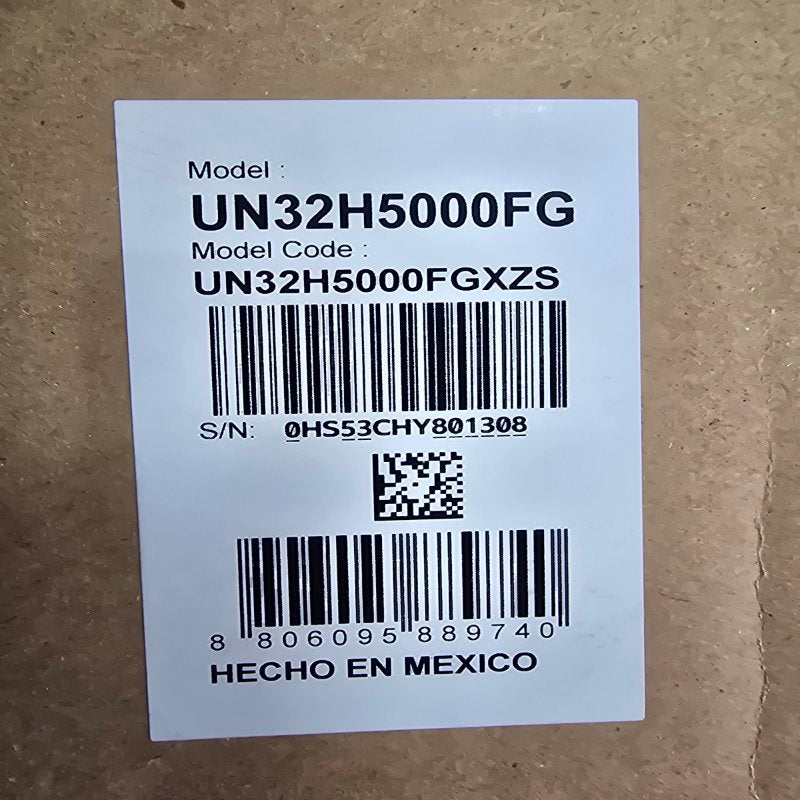 Model :
UN32H5000FG
Model Code :
UN32H5000FGXZS
S/N: 0HS53CHY801308
8 806095 889740
HECHO EN MEXICO